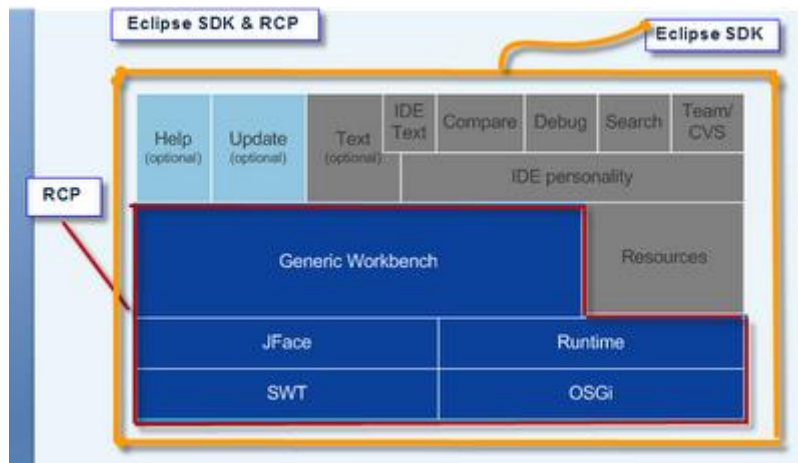 Eclipse SDK & RCP
Eclipse SDK
Help
(optional)
Update
(optional)
Text
(optional)
IDE
Text
Compare
Debug
Search
Team/
CVS
IDE personality
RCP
Generic Workbench
Resources
JFace
Runtime
SWT
OSGi